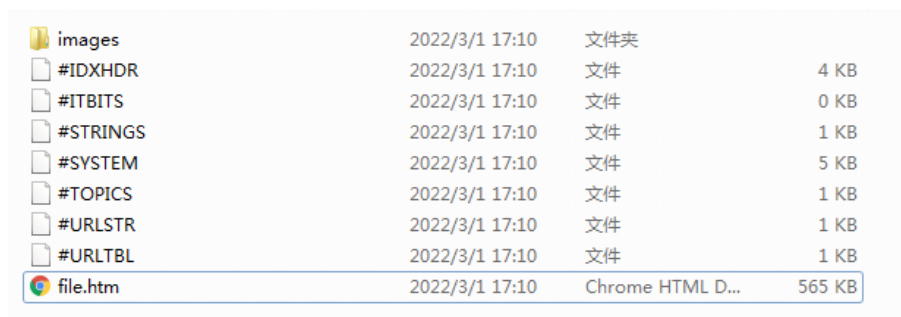 images 2022/3/1 17:10 文件夹
#IDXHDR 2022/3/1 17:10 文件 4 KB
#ITBITS 2022/3/1 17:10 文件 0 KB
#STRINGS 2022/3/1 17:10 文件 1 KB
#SYSTEM 2022/3/1 17:10 文件 5 KB
#TOPICS 2022/3/1 17:10 文件 1 KB
#URLSTR 2022/3/1 17:10 文件 1 KB
#URLTBL 2022/3/1 17:10 文件 1 KB
file.htm 2022/3/1 17:10 Chrome HTML D... 565 KB